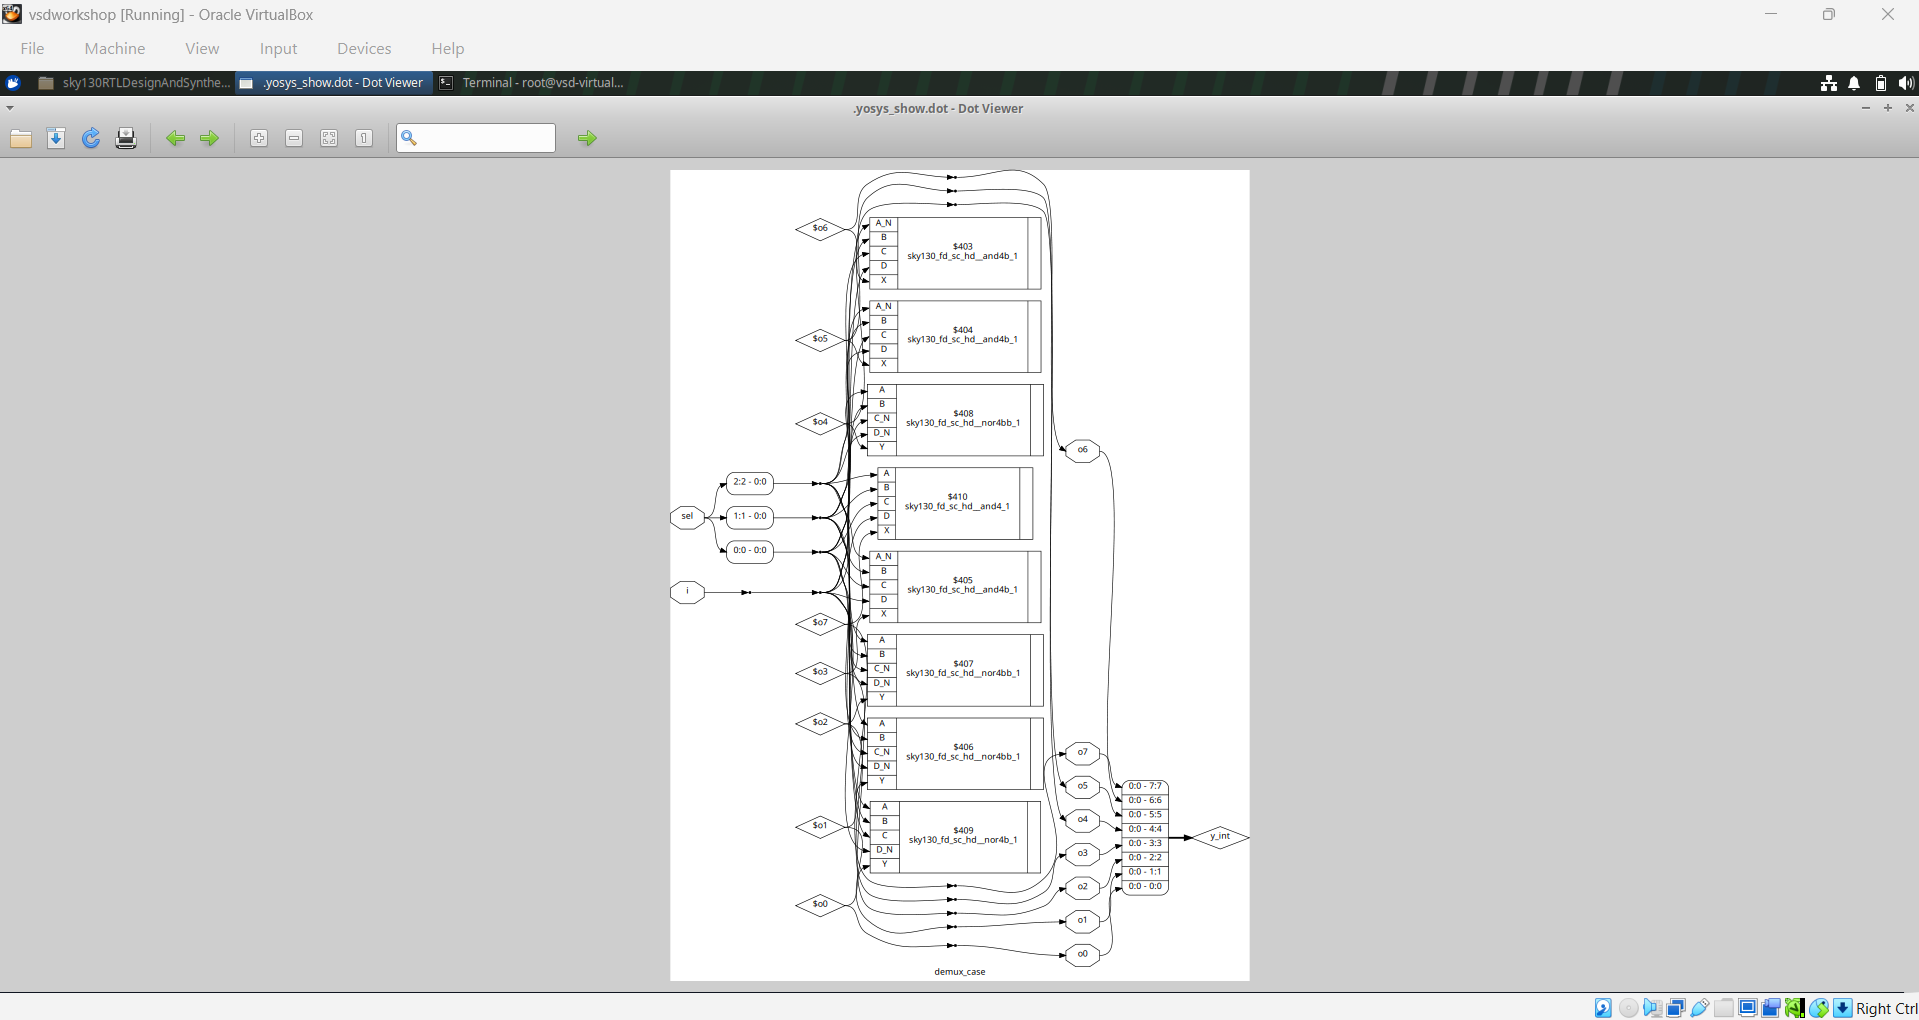 vsdworkshop [Running] - Oracle VirtualBox
File Machine View Input Devices Help
sky130RTLDesignAndSynthe... .yosys_show.dot - Dot Viewer Terminal - root@vsd-virtual...
.yosys_show.dot - Dot Viewer
1
$o6
A_N
B
C
D
X
$403
sky130_fd_sc_hd__and4b_1
$o5
A_N
B
C
D
X
$404
sky130_fd_sc_hd__and4b_1
$o4
A
B
C_N
D_N
Y
$408
sky130_fd_sc_hd__nor4bb_1
o6
sel
2:2 - 0:0
1:1 - 0:0
0:0 - 0:0
A
B
C
D
X
$410
sky130_fd_sc_hd__and4_1
i
A_N
B
C
D
X
$405
sky130_fd_sc_hd__and4b_1
$o7
$o3
A
B
C_N
D_N
Y
$407
sky130_fd_sc_hd__nor4bb_1
$o2
A
B
C_N
D_N
Y
$406
sky130_fd_sc_hd__nor4bb_1
$o1
A
B
C
D_N
Y
$409
sky130_fd_sc_hd__nor4b_1
$o0
o7
o5
o4
o3
o2
o1
o0
0:0 - 7:7
0:0 - 6:6
0:0 - 5:5
0:0 - 4:4
0:0 - 3:3
0:0 - 2:2
0:0 - 1:1
0:0 - 0:0
y_int
demux_case
Right Ctrl